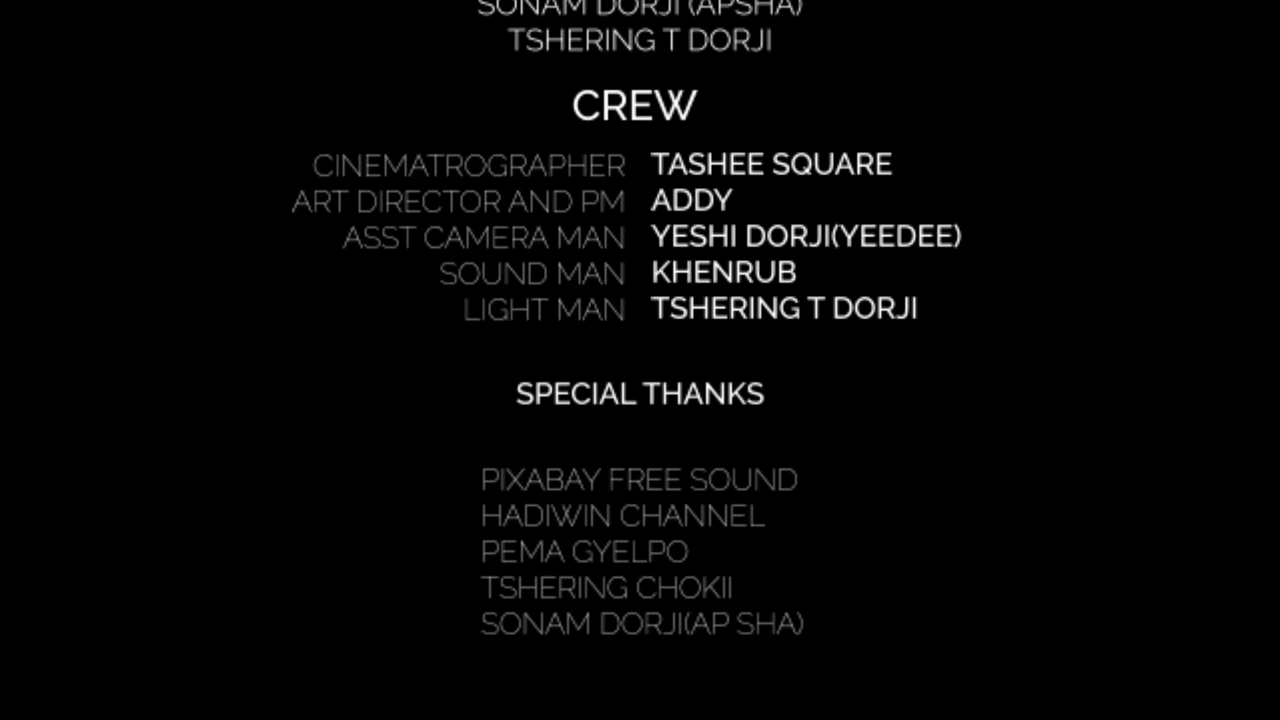 SONAM DORJI (APSHA)
TSHERING T DORJI
CREW
CINEMATROGRAPHER TASHEE SQUARE
ART DIRECTOR AND PM ADDY
ASST CAMERA MAN YESHI DORJI(YEEDEE)
SOUND MAN KHENRUB
LIGHT MAN TSHERING T DORJI
SPECIAL THANKS
PIXABAY FREE SOUND
HADIWIN CHANNEL
PEMA GYELPO
TSHERING CHOKII
SONAM DORJI(AP SHA)